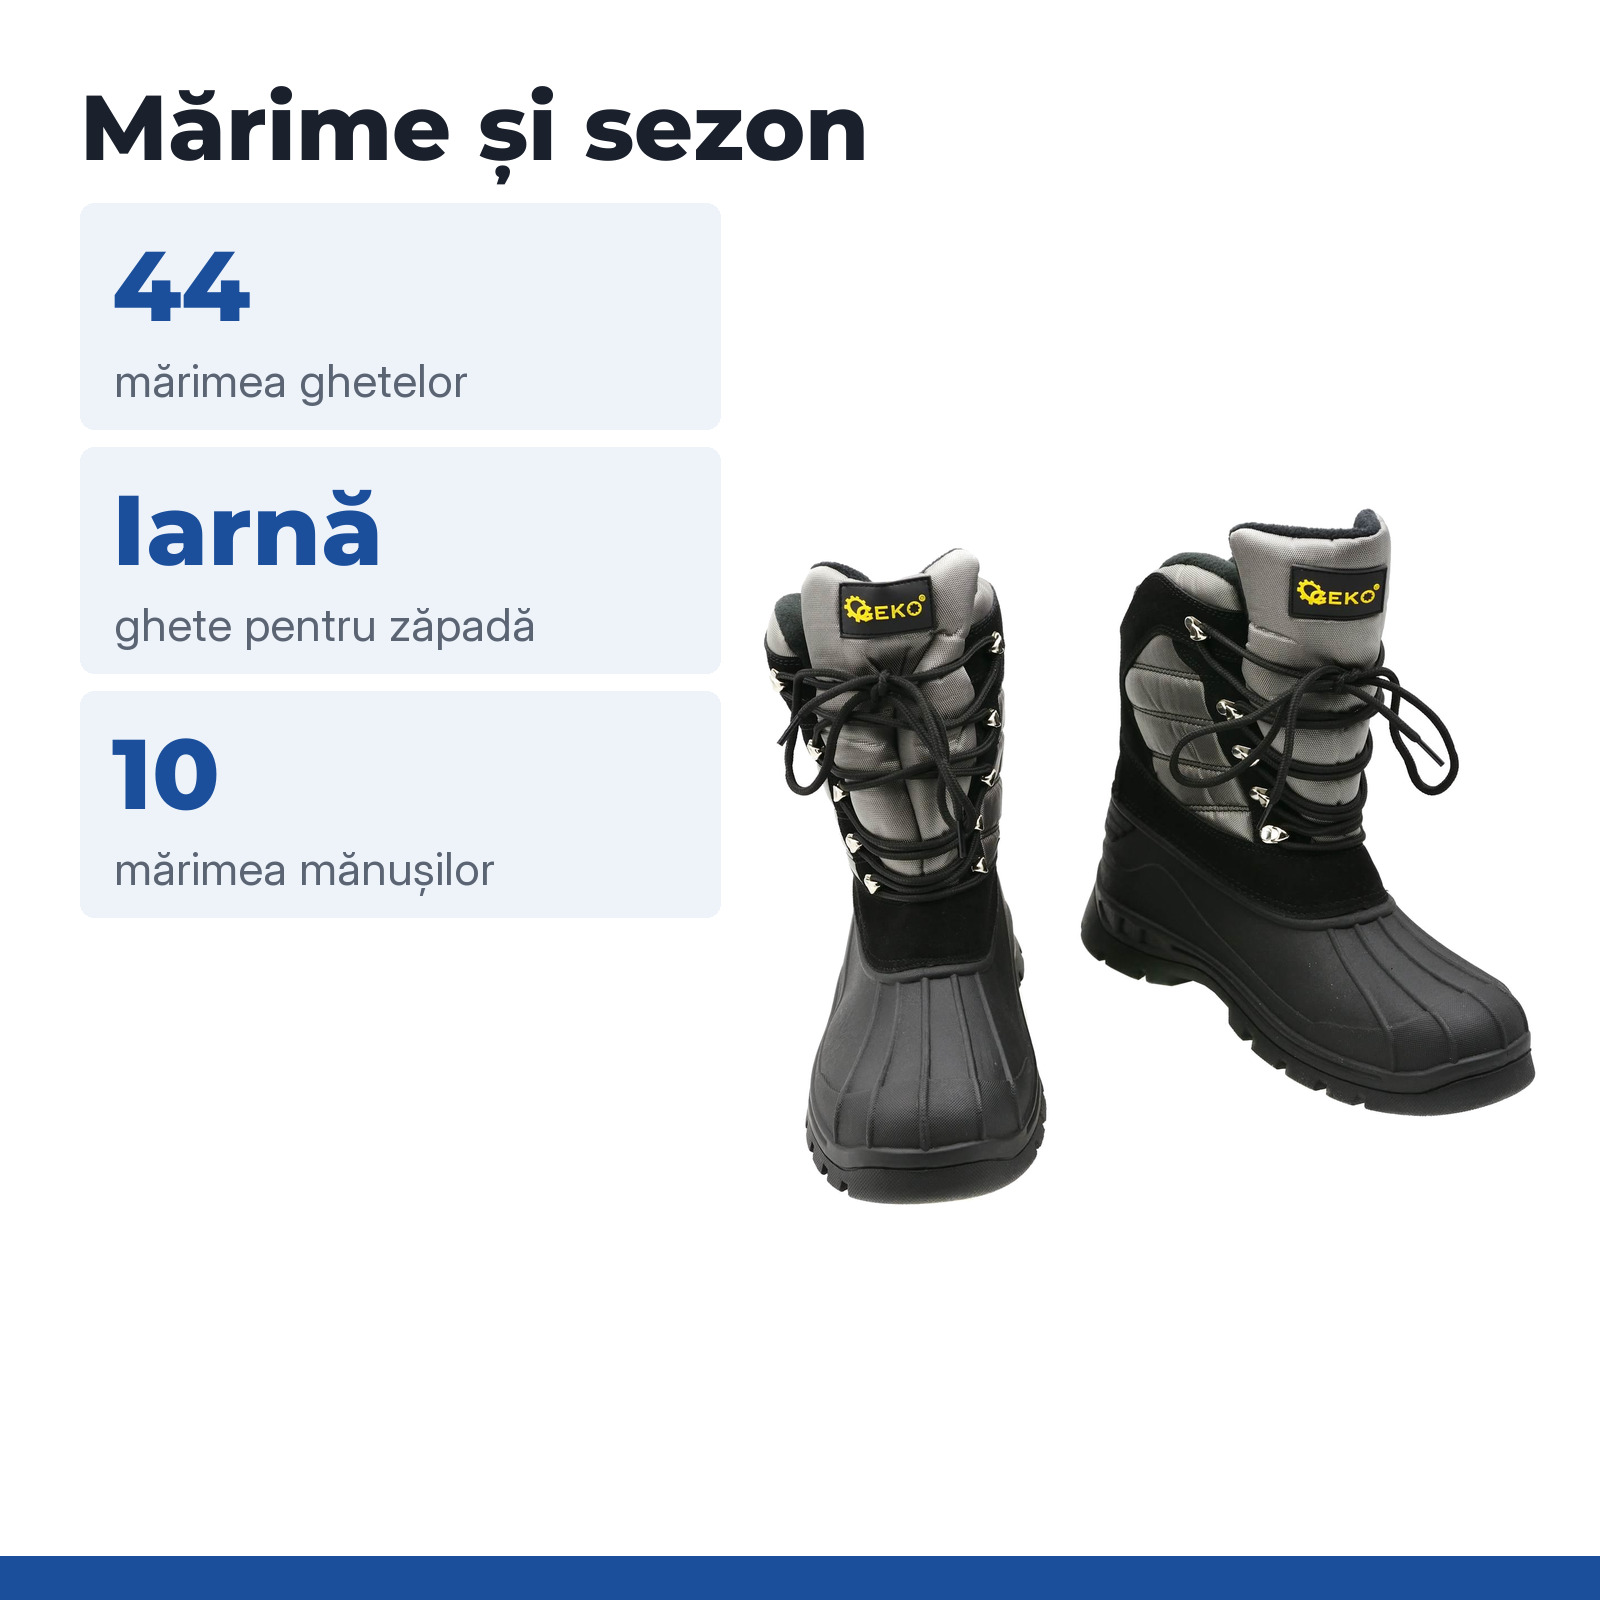 Mărime și sezon
44
mărimea ghetelor
Iarnă
ghete pentru zăpadă
10
mărimea mănușilor
GEKO®
GEKO®